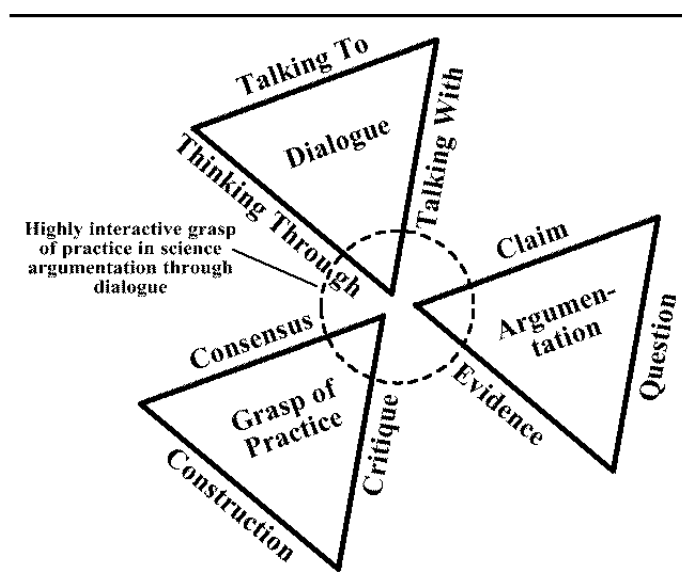 Talking To
Dialogue
Talking With
Thinking Through
Highly interactive grasp
of practice in science
argumentation through
dialogue
Claim
Argumen-
tation
Question
Evidence
Consensus
Grasp of
Practice
Critique
Construction